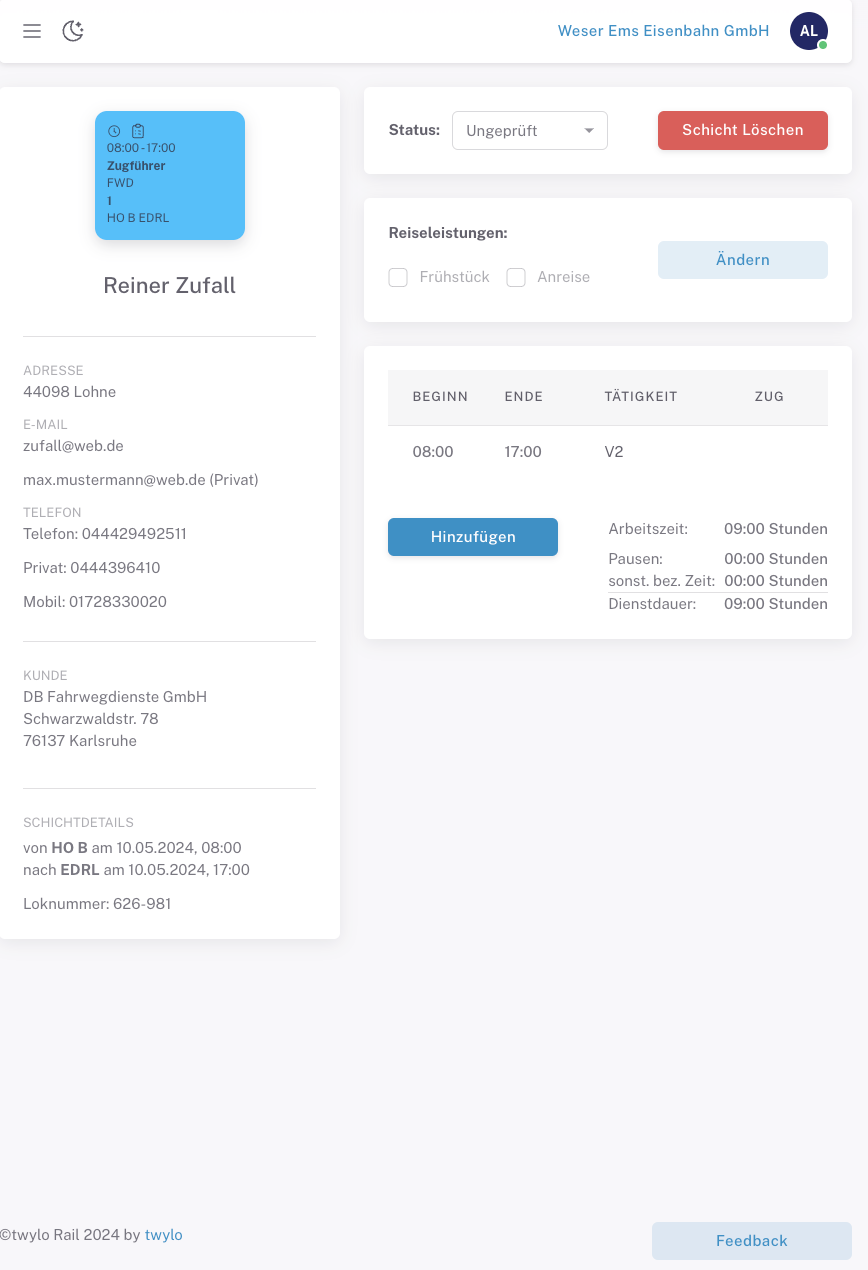 Weser Ems Eisenbahn GmbH
AL
08:00 - 17:00
Zugführer
FWD
1
HO B EDRL
Reiner Zufall
ADRESSE
44098 Lohne
E-MAIL
zufall@web.de
max.mustermann@web.de (Privat)
TELEFON
Telefon: 044429492511
Privat: 0444396410
Mobil: 01728330020
KUNDE
DB Fahrwegdienste GmbH
Schwarzwaldstr. 78
76137 Karlsruhe
SCHICHTDETAILS
von HO B am 10.05.2024, 08:00
nach EDRL am 10.05.2024, 17:00
Loknummer: 626-981
Status: Ungeprüft Schicht Löschen
Reiseleistungen:
Frühstück Anreise
Ändern
BEGINN ENDE TÄTIGKEIT ZUG
08:00 17:00 V2
Hinzufügen
Arbeitszeit: 09:00 Stunden
Pausen: 00:00 Stunden
sonst. bez. Zeit: 00:00 Stunden
Dienstdauer: 09:00 Stunden
©twylo Rail 2024 by twylo
Feedback